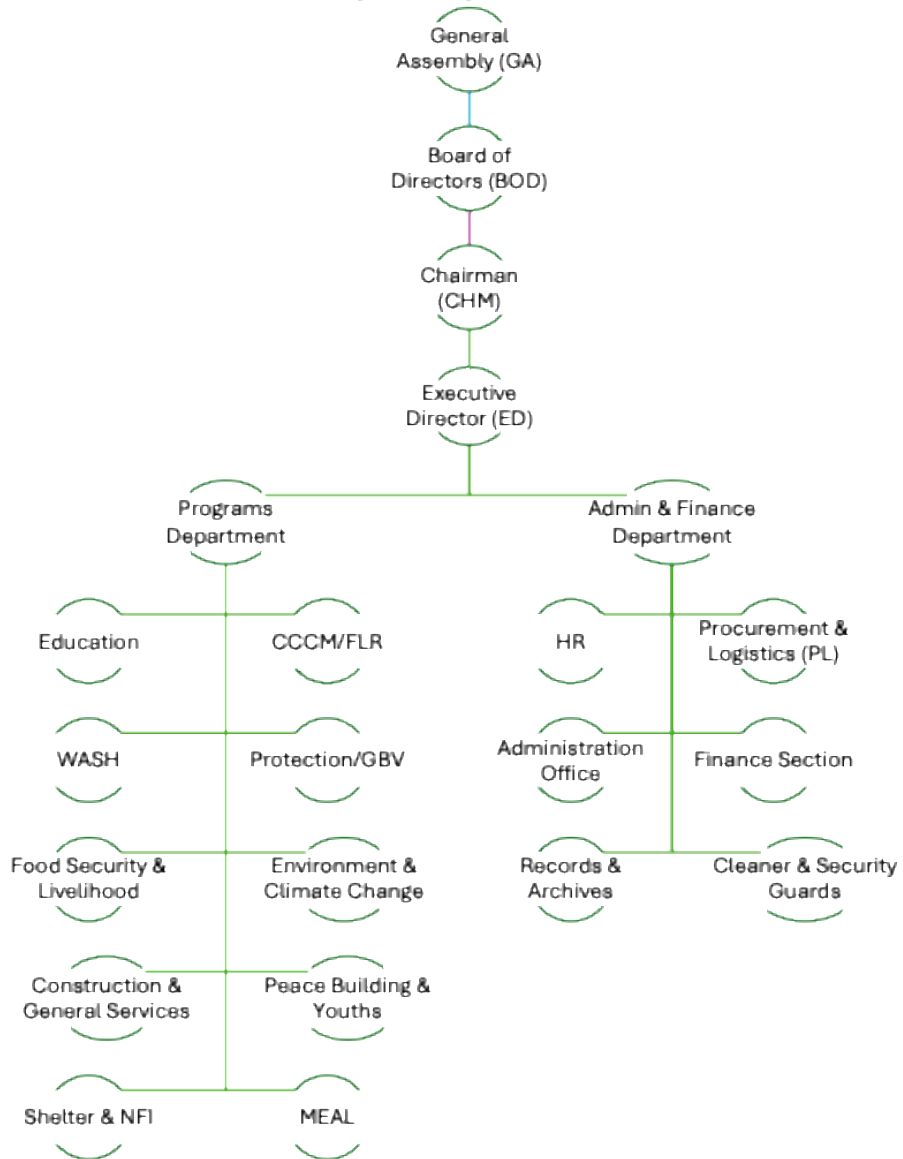 General
Assembly (GA)
Board of
Directors (BOD)
Chairman
(CHM)
Executive
Director (ED)
Programs
Department
Admin & Finance
Department
Education
CCCM/FLR
HR
Procurement &
Logistics (PL)
WASH
Protection/GBV
Administration
Office
Finance Section
Food Security &
Livelihood
Environment &
Climate Change
Records &
Archives
Cleaner & Security
Guards
Construction &
General Services
Peace Building &
Youths
Shelter & NFI
MEAL